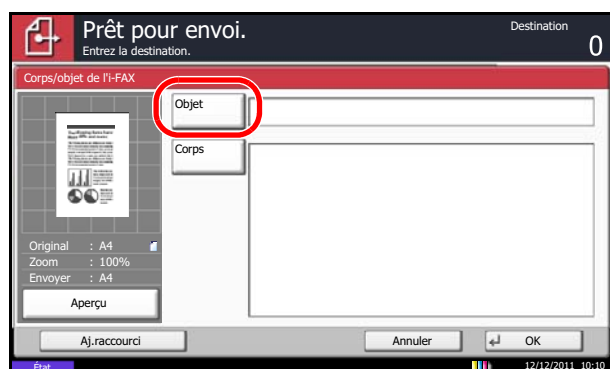 Prêt pour envoi.
Entrez la destination.
Destination
0
Corps/objet de l'i-FAX
Objet
Corps
Original : A4
Zoom : 100%
Envoyer : A4
Aperçu
Aj.raccourci
Annuler
OK
État
12/12/2011 10:10